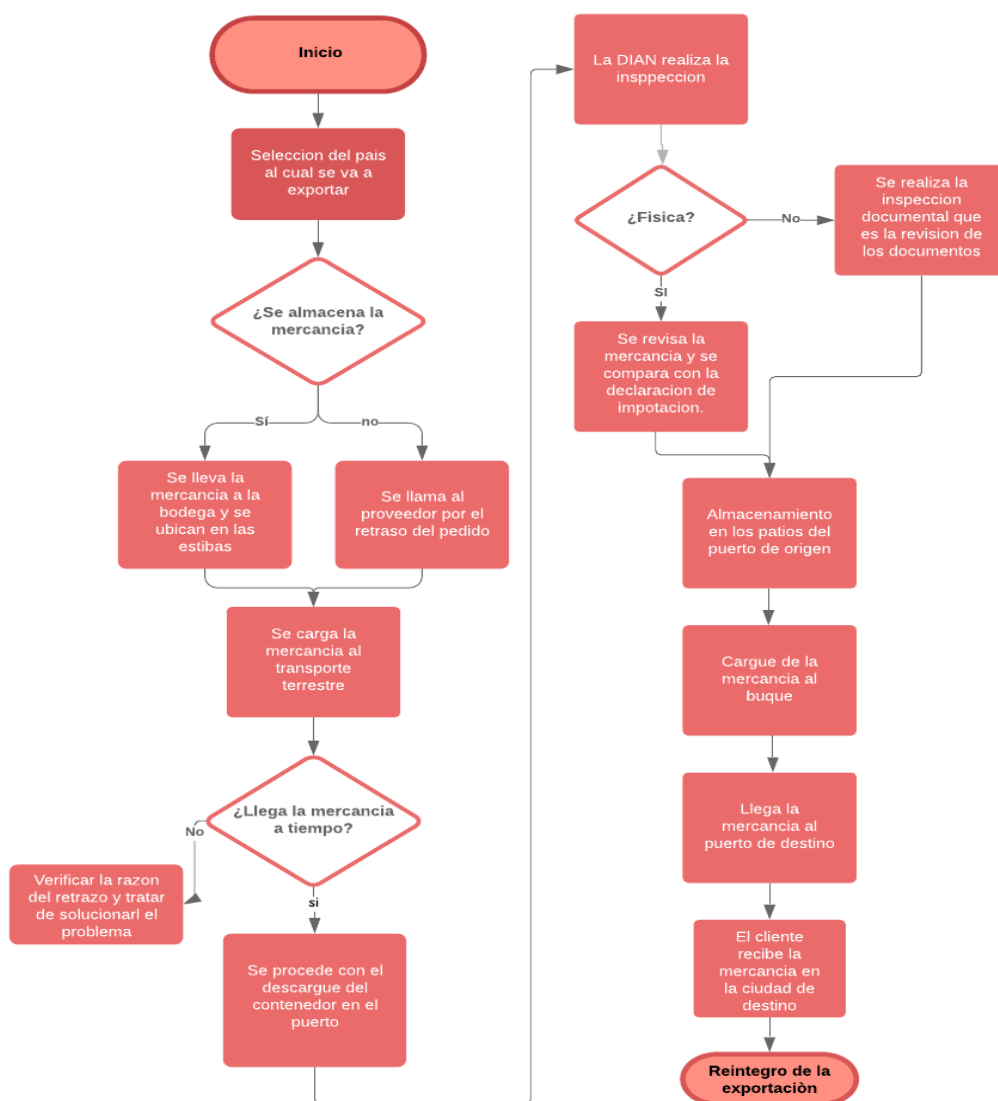 Inicio
Seleccion del pais
al cual se va a
exportar
¿Se almacena la
mercancia?
Sí
no
Se lleva la
mercancia a la
bodega y se
ubican en las
estibas
Se llama al
proveedor por el
retraso del pedido
Se carga la
mercancia al
transporte
terrestre
¿Llega la mercancia
a tiempo?
No
Verificar la razon
del retrazo y tratar
de solucionarl el
problema
si
Se procede con el
descargue del
contenedor en el
puerto
La DIAN realiza la
insppeccion
¿Fisica?
No
Se realiza la
inspeccion
documental que
es la revision de
los documentos
SI
Se revisa la
mercancia y se
compara con la
declaracion de
impotacion.
Almacenamiento
en los patios del
puerto de origen
Cargue de la
mercancia al
buque
Llega la
mercancia al
puerto de destino
El cliente
recibe la
mercancia en
la ciudad de
destino
Reintegro de la
exportaciòn